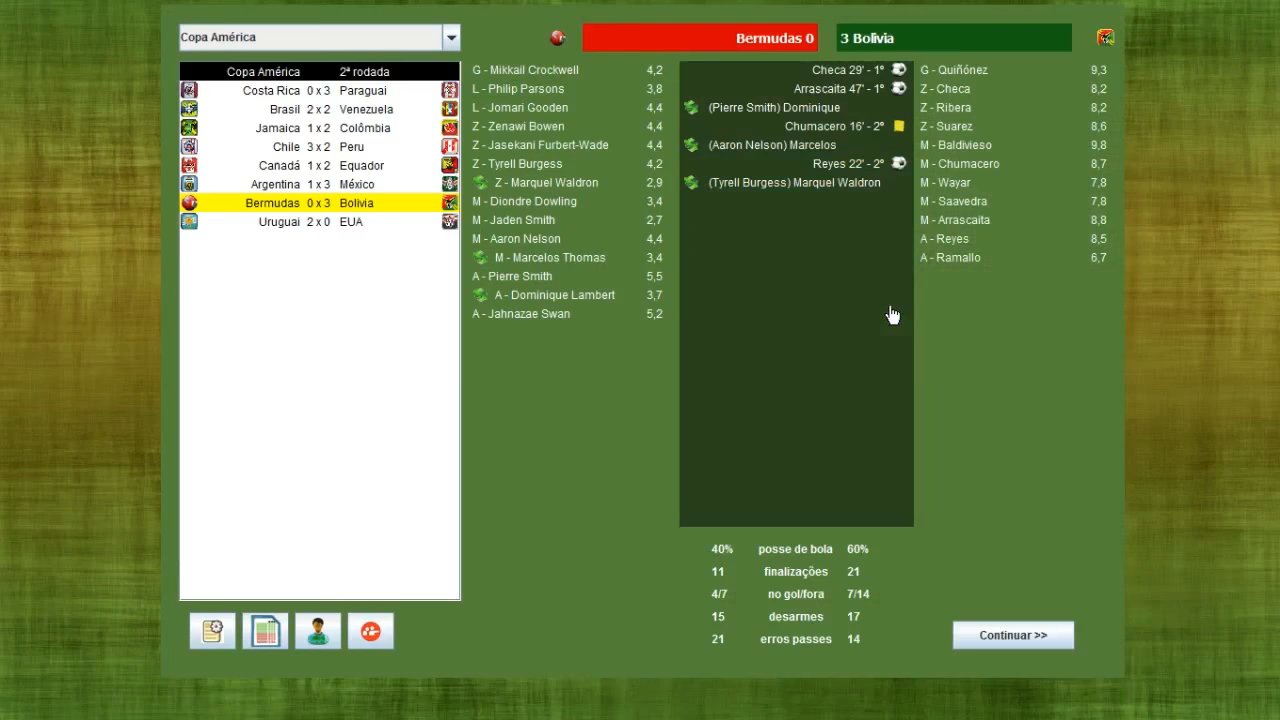 Copa América
Bermudas 0
3 Bolivia
Copa América 2ª rodada
Costa Rica 0 x 3 Paraguai
Brasil 2 x 2 Venezuela
Jamaica 1 x 2 Colômbia
Chile 3 x 2 Peru
Canadá 1 x 2 Equador
Argentina 1 x 3 México
Bermudas 0 x 3 Bolivia
Uruguai 2 x 0 EUA
G - Mikkail Crockwell 4,2
L - Philip Parsons 3,8
L - Jomari Gooden 4,4
Z - Zenawi Bowen 4,4
Z - Jasekani Furbert-Wade 4,4
Z - Tyrell Burgess 4,2
Z - Marquel Waldron 2,9
M - Diondre Dowling 3,4
M - Jaden Smith 2,7
M - Aaron Nelson 4,4
M - Marcelos Thomas 3,4
A - Pierre Smith 5,5
A - Dominique Lambert 3,7
A - Jahnazae Swan 5,2
Checa 29' - 1º
Arrascaita 47' - 1º
(Pierre Smith) Dominique
Chumacero 16' - 2º
(Aaron Nelson) Marcelos
Reyes 22' - 2º
(Tyrell Burgess) Marquel Waldron
G - Quiñónez 9,3
Z - Checa 8,2
Z - Ribera 8,2
Z - Suarez 8,6
M - Baldivieso 9,8
M - Chumacero 8,7
M - Wayar 7,8
M - Saavedra 7,8
M - Arrascaita 8,8
A - Reyes 8,5
A - Ramallo 6,7
40% posse de bola 60%
11 finalizações 21
4/7 no gol/fora 7/14
15 desarmes 17
21 erros passes 14
Continuar >>